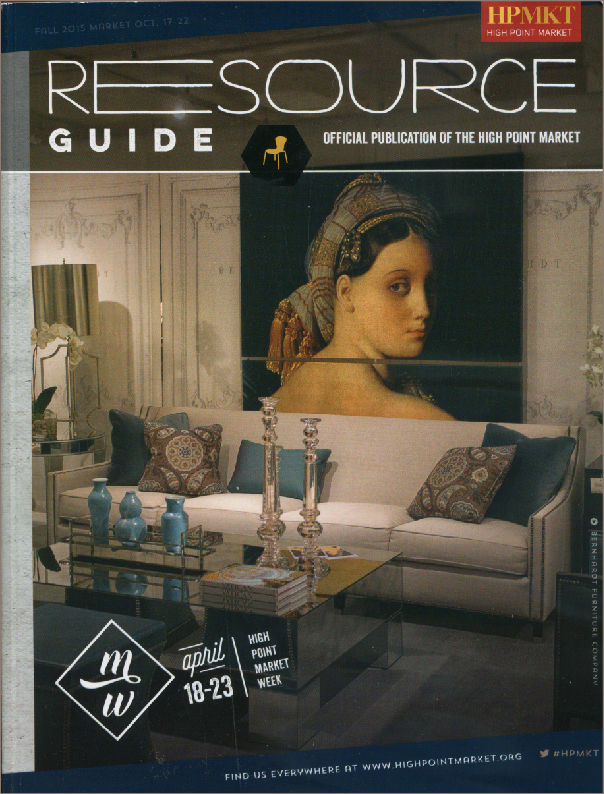 FALL 2015 MARKET OCT. 17-22
HPMKT
HIGH POINT MARKET
RESOURCE
GUIDE
OFFICIAL PUBLICATION OF THE HIGH POINT MARKET
mw
april
18-23
HIGH
POINT
MARKET
WEEK
BERNHARDT FURNITURE COMPANY
FIND US EVERYWHERE AT WWW.HIGHPOINTMARKET.ORG
#HPMKT